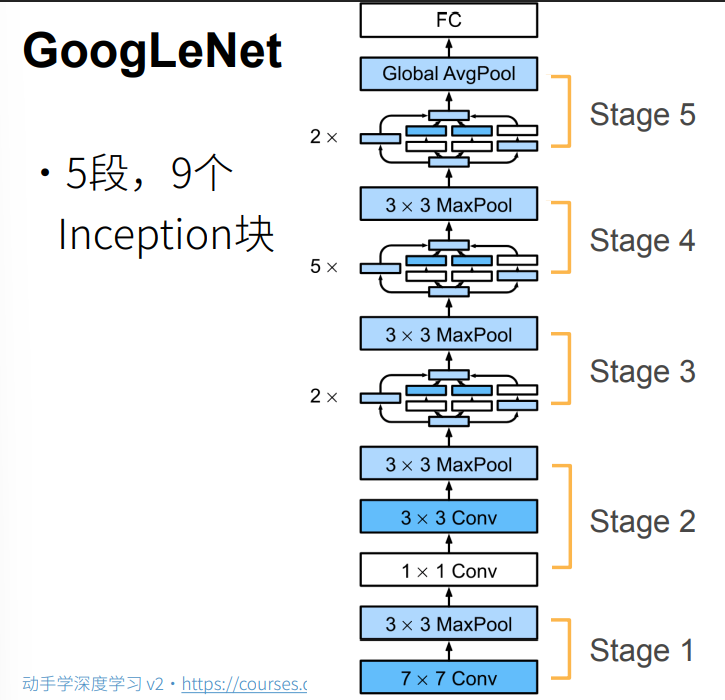 GoogLeNet
• 5段，9个
Inception块
FC
Global AvgPool
2 ×
Stage 5
3 × 3 MaxPool
5 ×
Stage 4
3 × 3 MaxPool
2 ×
Stage 3
3 × 3 MaxPool
3 × 3 Conv
1 × 1 Conv
Stage 2
3 × 3 MaxPool
7 × 7 Conv
Stage 1
动手学深度学习 v2 • https://courses.